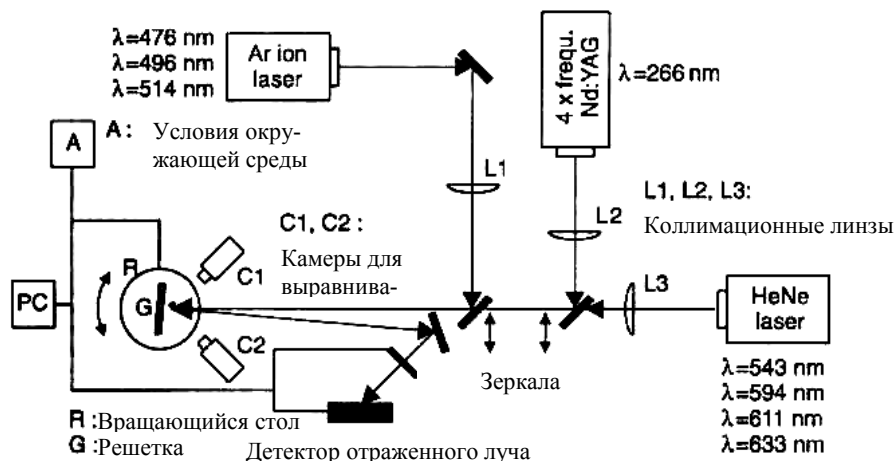 λ=476 nm
λ=496 nm
λ=514 nm
Ar ion
laser
4 x frequ.
Nd:YAG
λ=266 nm
A
A: Условия окру-
жающей среды
L1
L2
L1, L2, L3:
Коллимационные линзы
C1, C2 :
Камеры для
выравнива-
R
C1
PC
G
C2
L3
HeNe
laser
Зеркала
λ=543 nm
λ=594 nm
λ=611 nm
λ=633 nm
R :Вращающийся стол
G :Решетка
Детектор отраженного луча